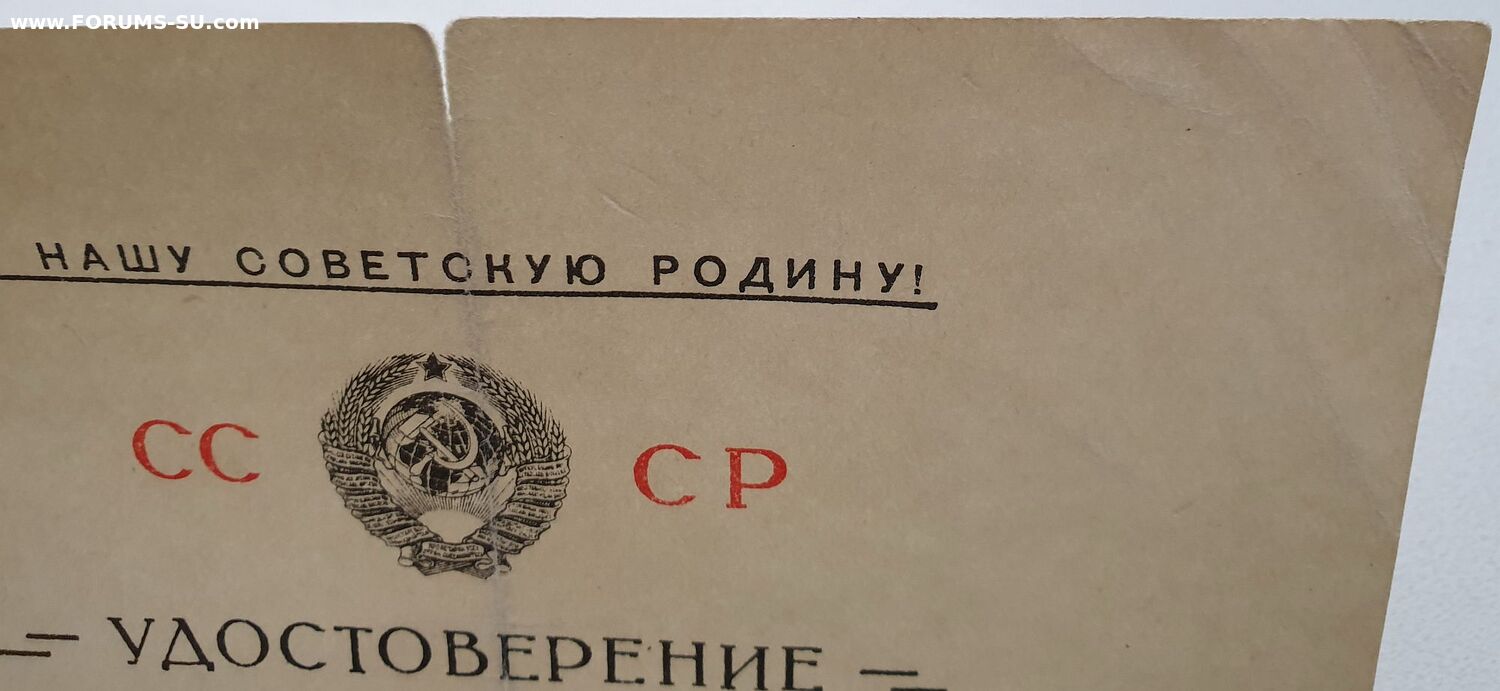 www.FORUMS-SU.com
НАШУ СОВЕТСКУЮ РОДИНУ!
СС СР
— УДОСТОВЕРЕНИЕ —